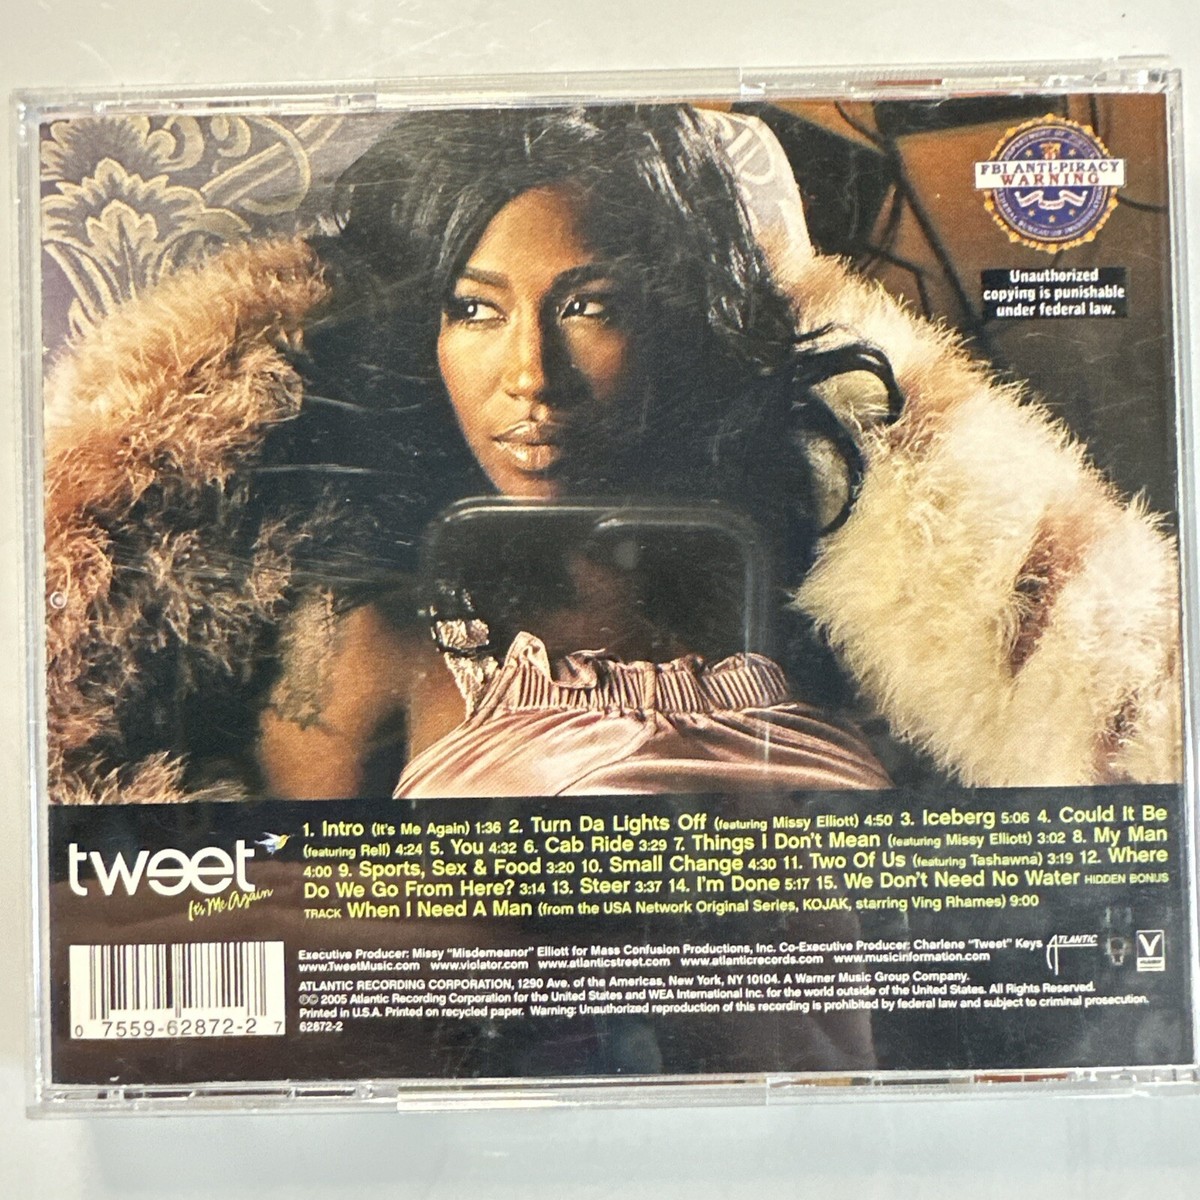 DEPARTMENT OF JUSTICE
FBI ANTI-PIRACY
WARNING
FEDERAL BUREAU OF INVESTIGATION
Unauthorized
copying is punishable
under federal law.
tweet
It's Me Again
1. Intro (It's Me Again) 1:36 2. Turn Da Lights Off (featuring Missy Elliott) 4:50 3. Iceberg 5:06 4. Could It Be
(featuring Rell) 4:24 5. You 4:32 6. Cab Ride 3:29 7. Things I Don't Mean (featuring Missy Elliott) 3:02 8. My Man
4:00 9. Sports, Sex & Food 3:20 10. Small Change 4:30 11. Two Of Us (featuring Tashawna) 3:19 12. Where
Do We Go From Here? 3:14 13. Steer 3:37 14. I'm Done 5:17 15. We Don't Need No Water HIDDEN BONUS
TRACK When I Need A Man (from the USA Network Original Series, KOJAK, starring Ving Rhames) 9:00
Executive Producer: Missy "Misdemeanor" Elliott for Mass Confusion Productions, Inc. Co-Executive Producer: Charlene "Tweet" Keys
www.TweetMusic.com www.violator.com www.atlanticstreet.com www.atlanticrecords.com www.musicinformation.com
ATLANTIC
V
ATLANTIC RECORDING CORPORATION, 1290 Ave. of the Americas, New York, NY 10104. A Warner Music Group Company.
℗© 2005 Atlantic Recording Corporation for the United States and WEA International Inc. for the world outside of the United States. All Rights Reserved.
Printed in U.S.A. Printed on recycled paper. Warning: Unauthorized reproduction of this recording is prohibited by federal law and subject to criminal prosecution.
62872-2
0 7559-62872-2 7